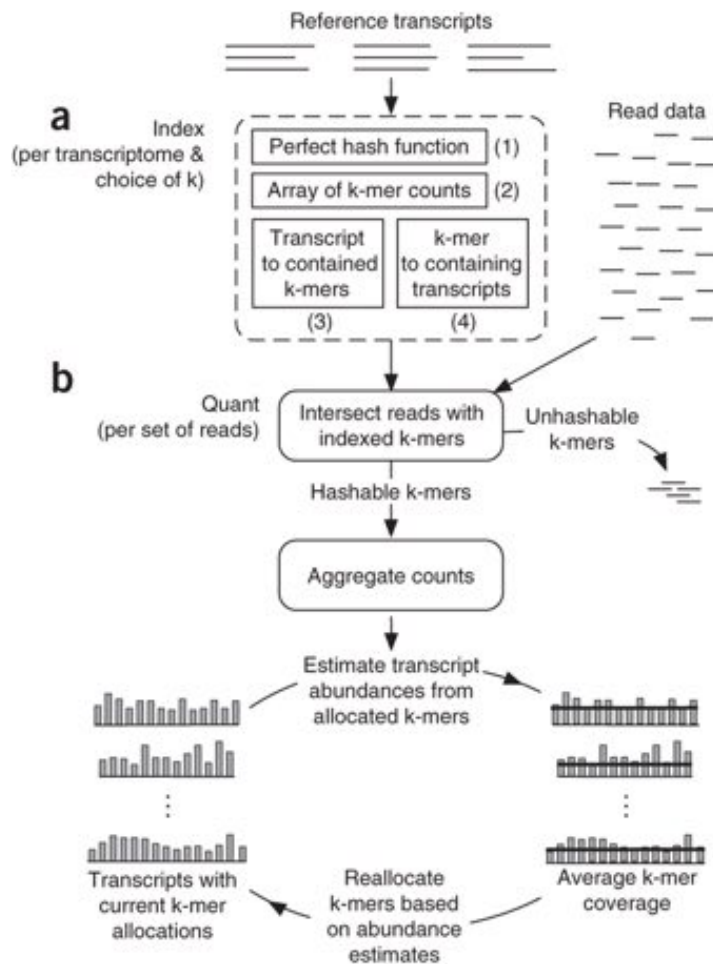 Reference transcripts
a
Index
(per transcriptome &
choice of k)
Perfect hash function (1)
Array of k-mer counts (2)
Transcript
to contained
k-mers
(3)
k-mer
to containing
transcripts
(4)
Read data
b
Quant
(per set of reads)
Intersect reads with
indexed k-mers
Unhashable
k-mers
Hashable k-mers
Aggregate counts
Estimate transcript
abundances from
allocated k-mers
Transcripts with
current k-mer
allocations
Reallocate
k-mers based
on abundance
estimates
Average k-mer
coverage